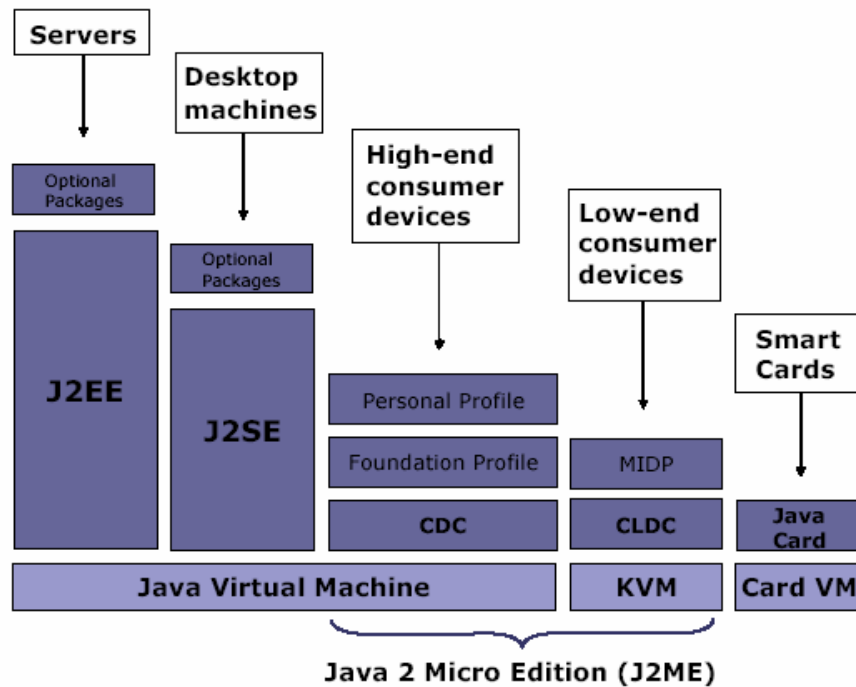 Servers
Desktop
machines
High-end
consumer
devices
Low-end
consumer
devices
Smart
Cards
Optional
Packages
J2EE
Optional
Packages
J2SE
Personal Profile
Foundation Profile
CDC
MIDP
CLDC
Java
Card
Java Virtual Machine
KVM
Card VM
Java 2 Micro Edition (J2ME)